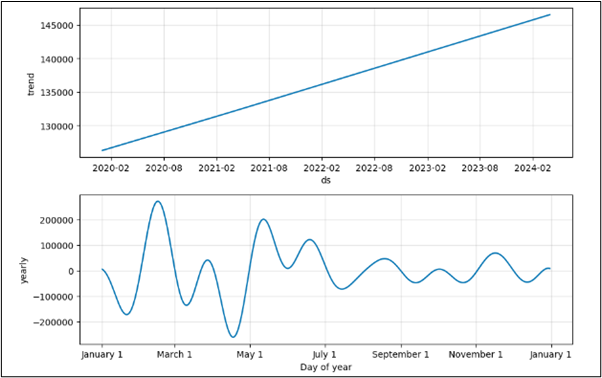 145000
140000
135000
130000
trend
2020-02 2020-08 2021-02 2021-08 2022-02 2022-08 2023-02 2023-08 2024-02
ds
200000
100000
0
−100000
−200000
yearly
January 1 March 1 May 1 July 1 September 1 November 1 January 1
Day of year